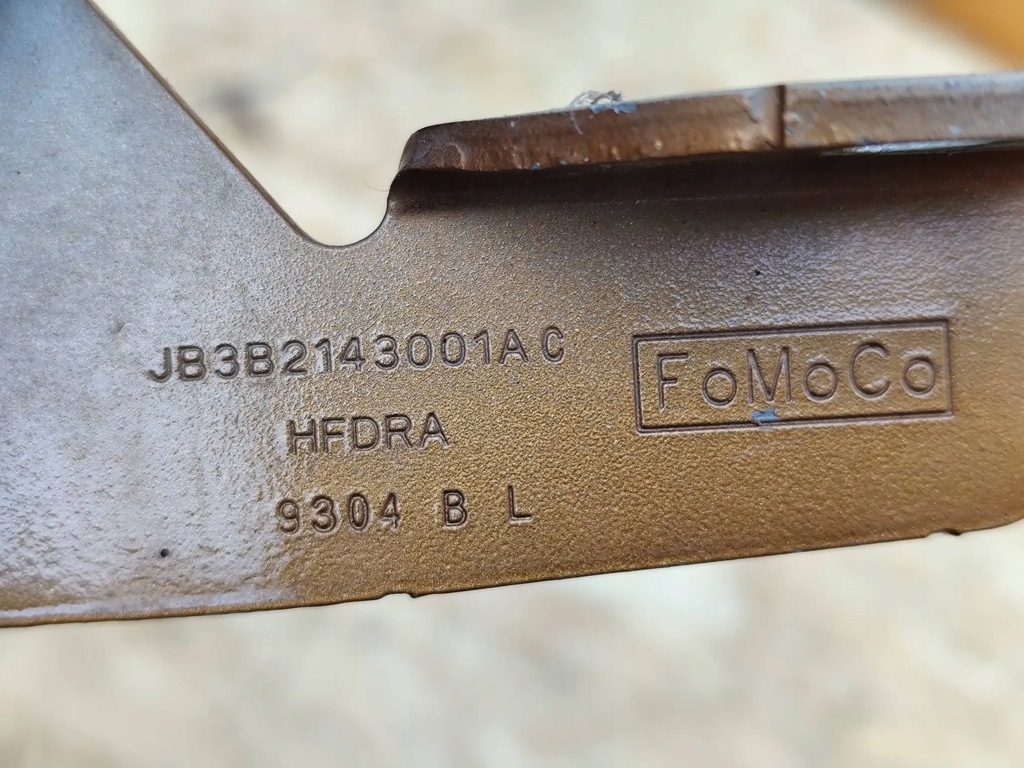 JB3B2143001AC
FoMoCo
HFDRA
9304 B L